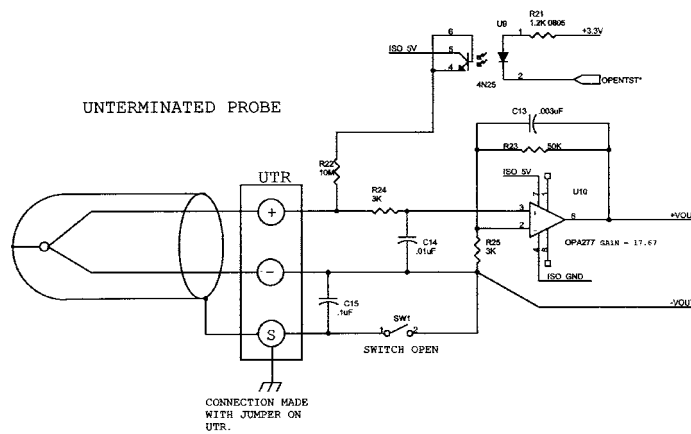 R21
1.2K 0805
U9
6
1
+3.3V
ISO 5V
5
4
4N25
2
OPENTST*
UNTERMINATED PROBE
C13
.003uF
R23
50K
UTR
R22
10M
ISO 5V
U10
R24
3K
7
1
+
3
+
6
+VOUT
2
-
C14
.01uF
R25
3K
OPA277 GAIN - 17.67
4
8
-
ISO GND
C15
.1uF
-VOUT
SW1
1
2
S
SWITCH OPEN
CONNECTION MADE
WITH JUMPER ON
UTR.